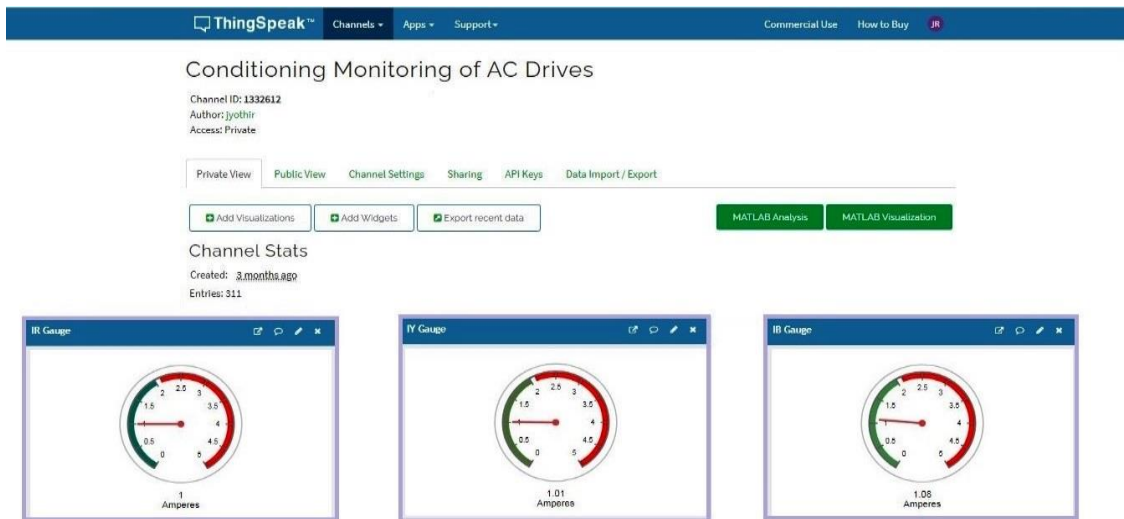 ThingSpeak™ Channels Apps Support Commercial Use How to Buy JR
Conditioning Monitoring of AC Drives
Channel ID: 1332612
Author: jyothir
Access: Private
Private View Public View Channel Settings Sharing API Keys Data Import / Export
Add Visualizations Add Widgets Export recent data MATLAB Analysis MATLAB Visualization
Channel Stats
Created: 3 months ago
Entries: 311
IR Gauge
0 0.5 1 1.5 2 2.5 3 3.5 4 4.5 5
1
Amperes
IY Gauge
0 0.5 1 1.5 2 2.5 3 3.5 4 4.5 5
1.01
Amperes
IB Gauge
0 0.5 1 1.5 2 2.5 3 3.5 4 4.5 5
1.08
Amperes